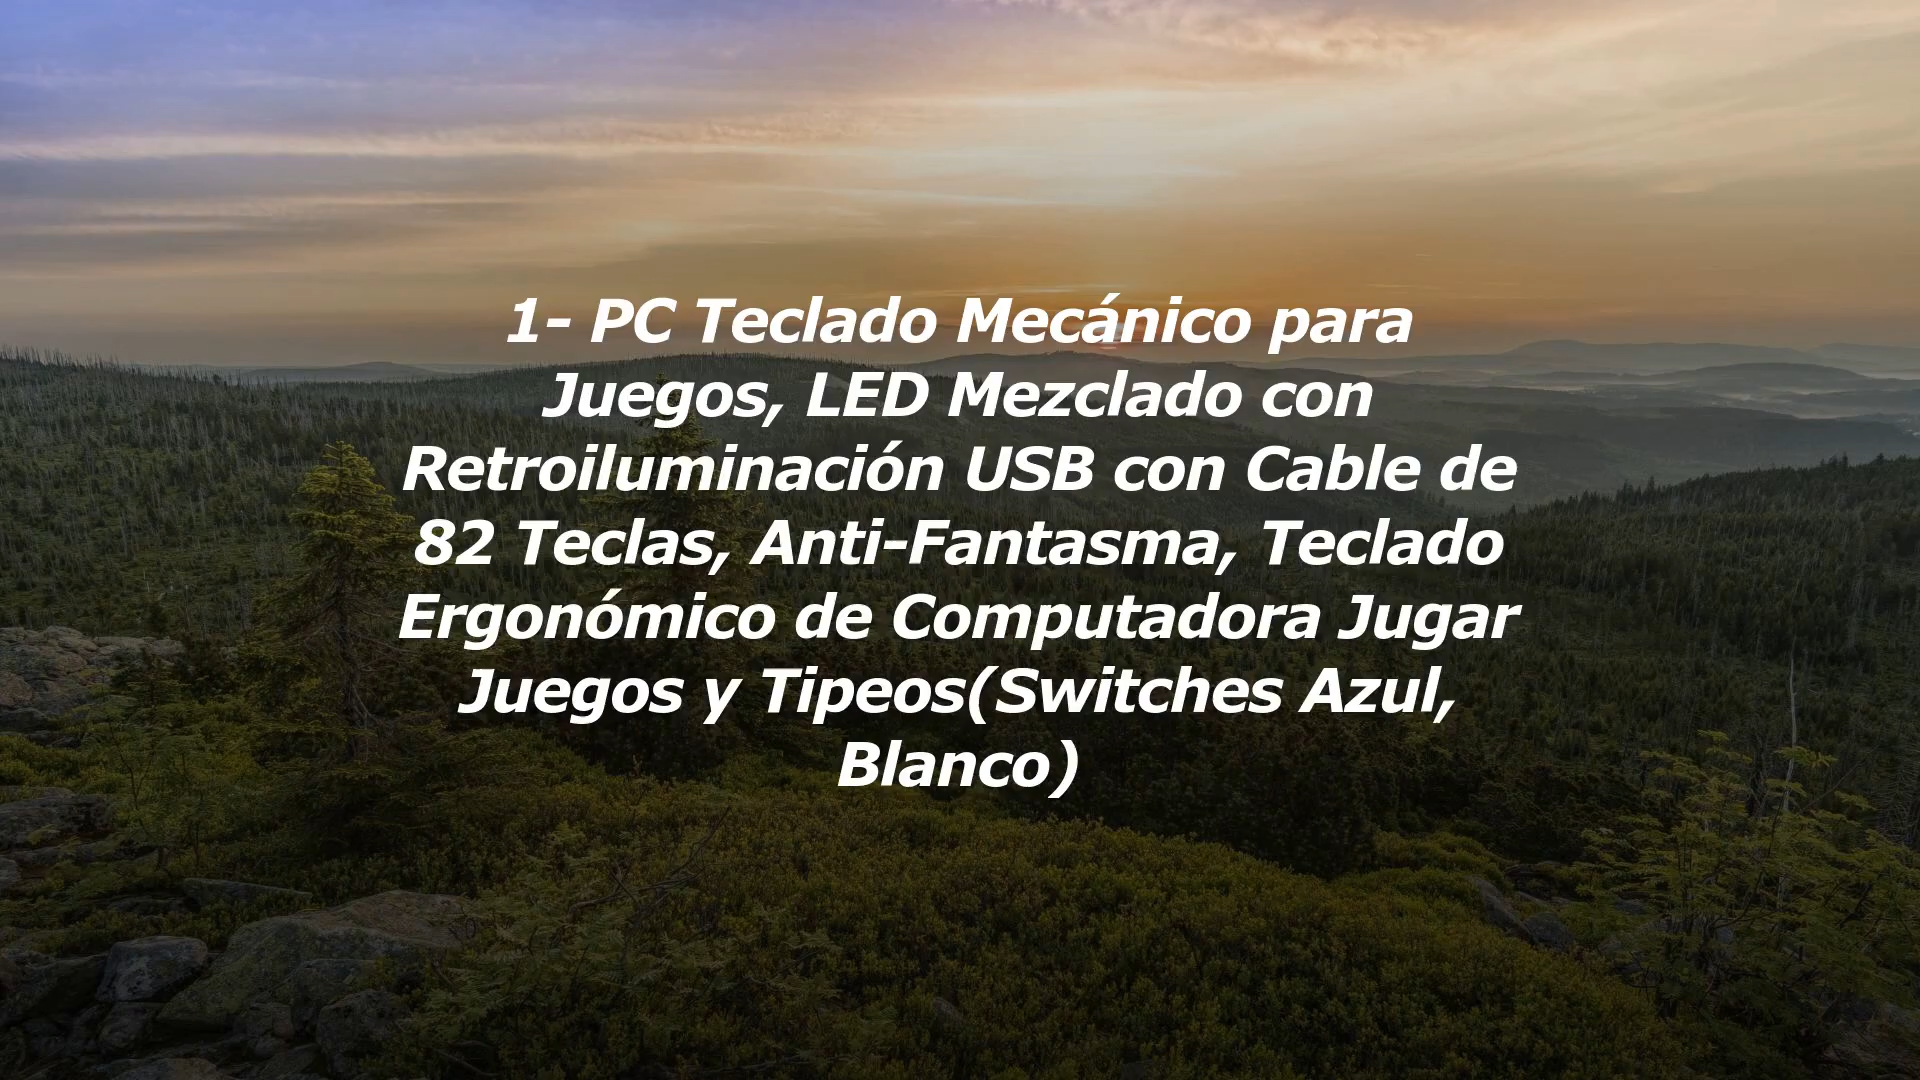 1- PC Teclado Mecánico para
Juegos, LED Mezclado con
Retroiluminación USB con Cable de
82 Teclas, Anti-Fantasma, Teclado
Ergonómico de Computadora Jugar
Juegos y Tipeos(Switches Azul,
Blanco)